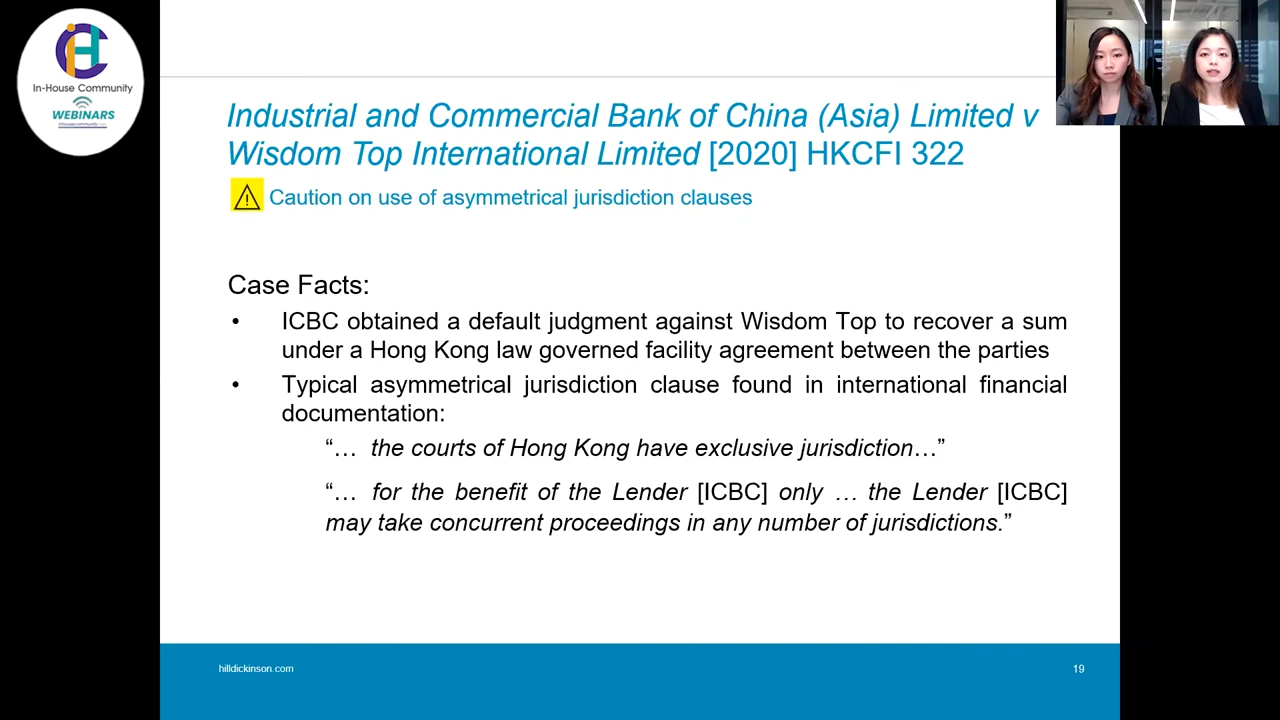 In-House Community
WEBINARS
inhousecommunity.com
Industrial and Commercial Bank of China (Asia) Limited v
Wisdom Top International Limited [2020] HKCFI 322
Caution on use of asymmetrical jurisdiction clauses
Case Facts:
• ICBC obtained a default judgment against Wisdom Top to recover a sum
under a Hong Kong law governed facility agreement between the parties
• Typical asymmetrical jurisdiction clause found in international financial
documentation:
“… the courts of Hong Kong have exclusive jurisdiction…”
“… for the benefit of the Lender [ICBC] only … the Lender [ICBC]
may take concurrent proceedings in any number of jurisdictions.”
hilldickinson.com
19